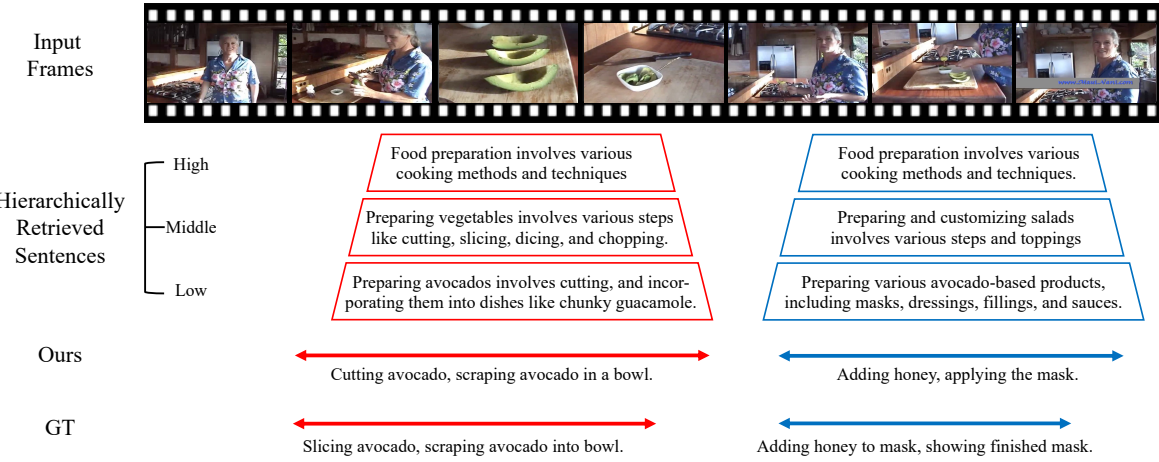 Input
Frames
High
Middle
Low
Hierarchically
Retrieved
Sentences
Food preparation involves various
cooking methods and techniques
Preparing vegetables involves various steps
like cutting, slicing, dicing, and chopping.
Preparing avocados involves cutting, and incor-
porating them into dishes like chunky guacamole.
Food preparation involves various
cooking methods and techniques.
Preparing and customizing salads
involves various steps and toppings
Preparing various avocado-based products,
including masks, dressings, fillings, and sauces.
Ours
Cutting avocado, scraping avocado in a bowl.
Adding honey, applying the mask.
GT
Slicing avocado, scraping avocado into bowl.
Adding honey to mask, showing finished mask.